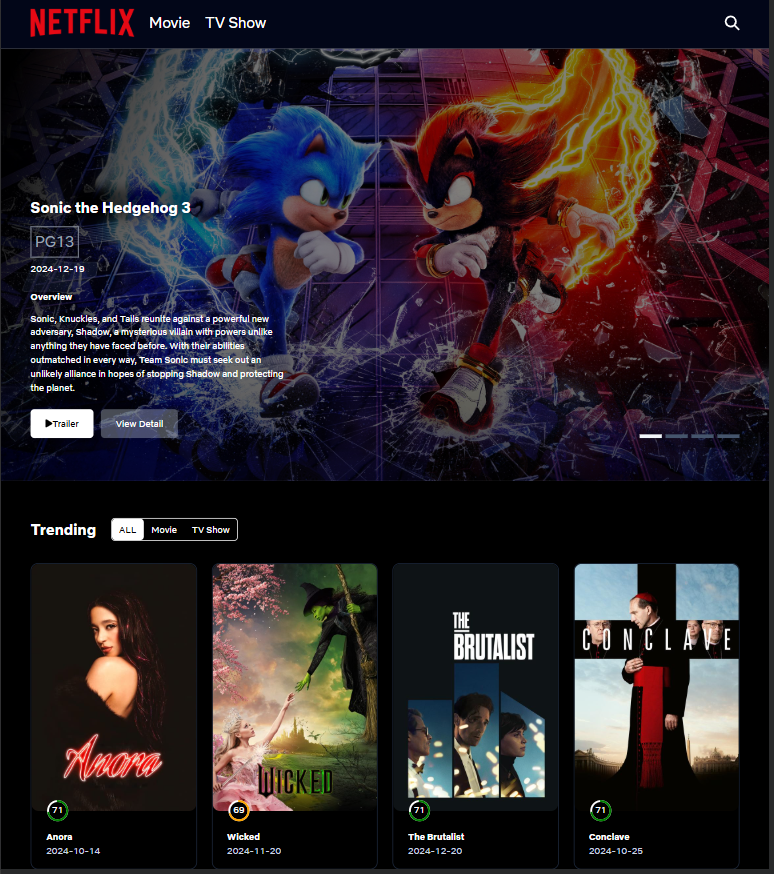 NETFLIX Movie TV Show
Sonic the Hedgehog 3
PG13
2024-12-19
Overview
Sonic, Knuckles, and Tails reunite against a powerful new
adversary, Shadow, a mysterious villain with powers unlike
anything they have faced before. With their abilities
outmatched in every way, Team Sonic must seek out an
unlikely alliance in hopes of stopping Shadow and protecting
the planet.
Trailer View Detail
Trending ALL Movie TV Show
Anora
WICKED
THE
BRUTALIST
CONCLAVE
71 69 71 71
Anora Wicked The Brutalist Conclave
2024-10-14 2024-11-20 2024-12-20 2024-10-25